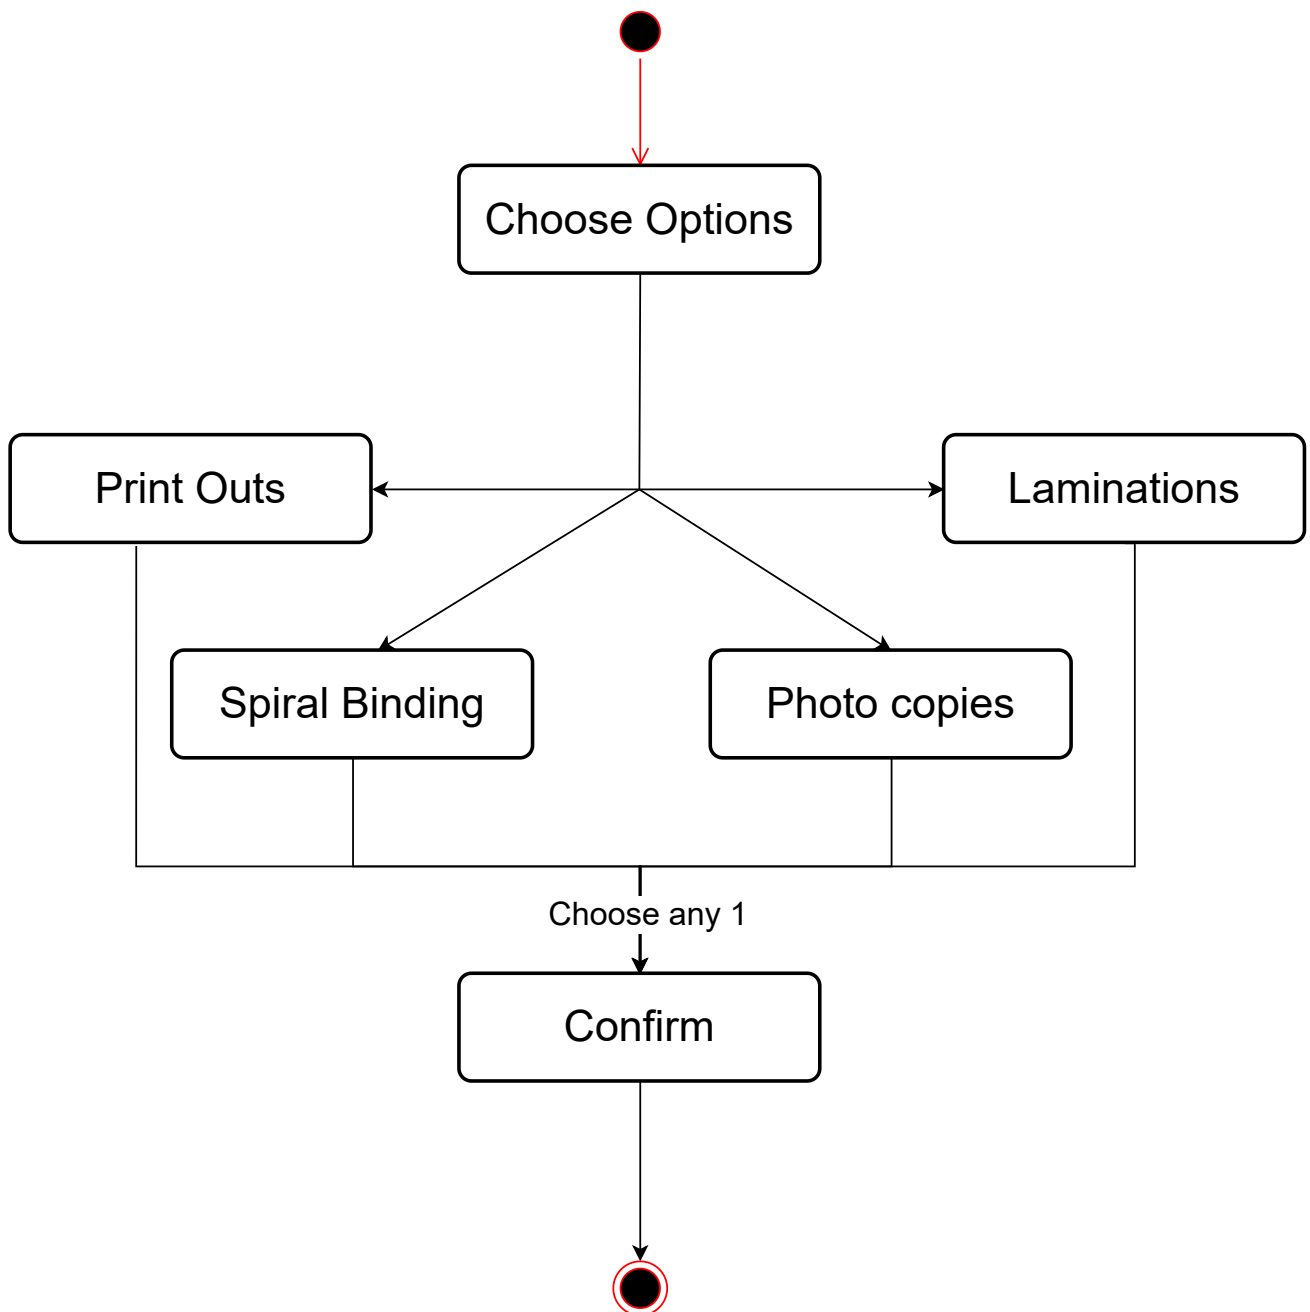 Choose Options
Print Outs
Laminations
Spiral Binding
Photo copies
Choose any 1
Confirm